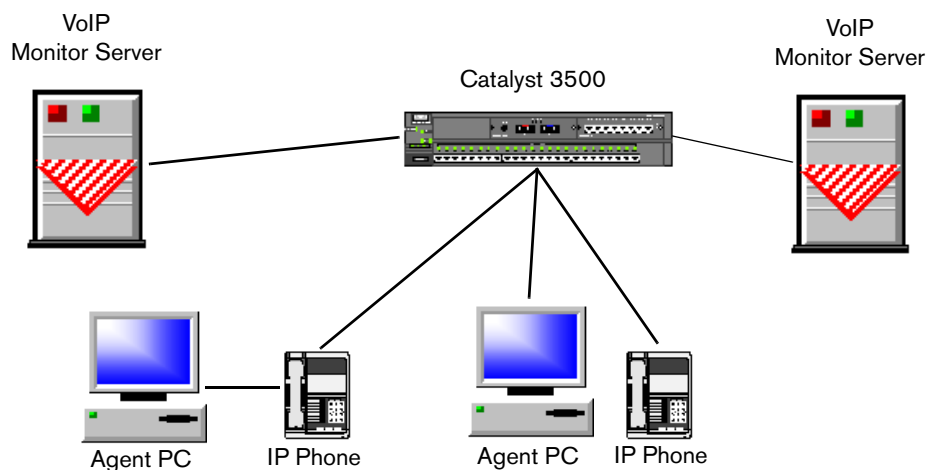 VoIP
Monitor Server
VoIP
Monitor Server
Catalyst 3500
Agent PC
IP Phone
Agent PC
IP Phone